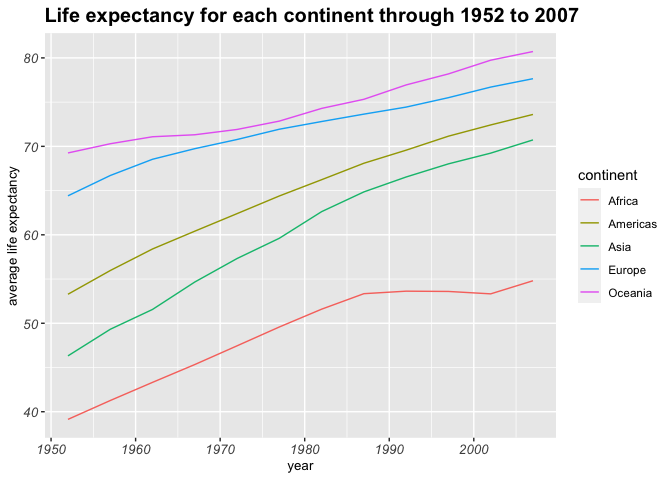 Life expectancy for each continent through 1952 to 2007
80
70
60
50
40
average life expectancy
1950 1960 1970 1980 1990 2000
year
continent
Africa
Americas
Asia
Europe
Oceania